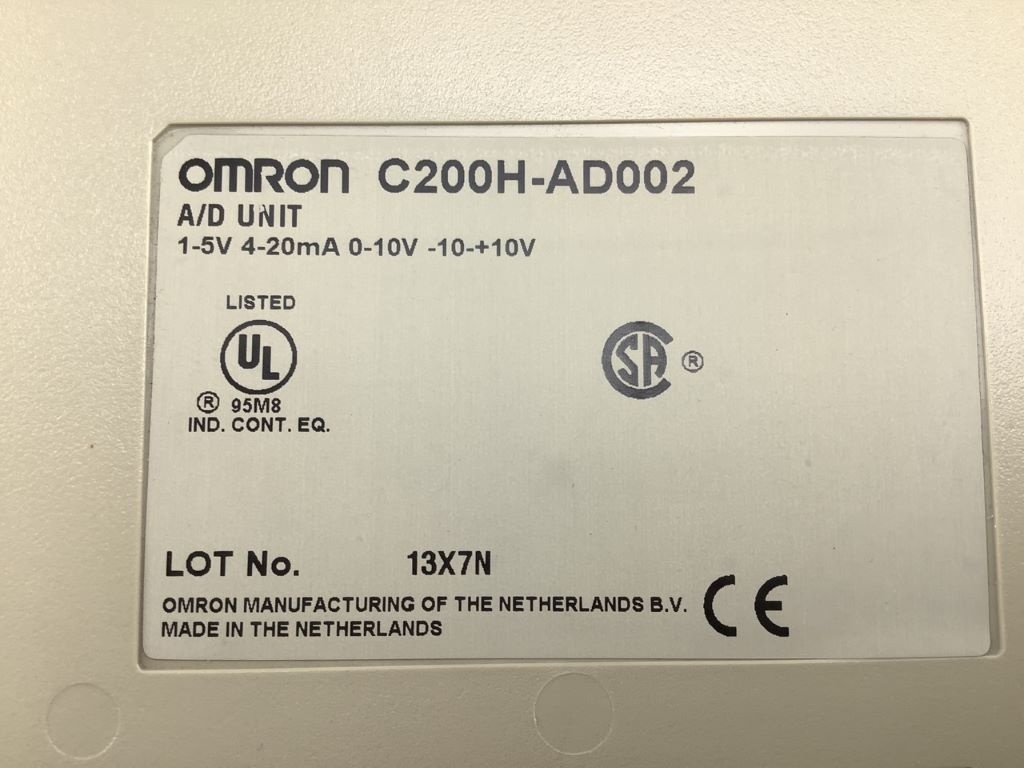 OMRON C200H-AD002
A/D UNIT
1-5V 4-20mA 0-10V -10-+10V
LISTED
UL
® 95M8
IND. CONT. EQ.
SA ®
LOT No. 13X7N
OMRON MANUFACTURING OF THE NETHERLANDS B.V.
MADE IN THE NETHERLANDS
CE